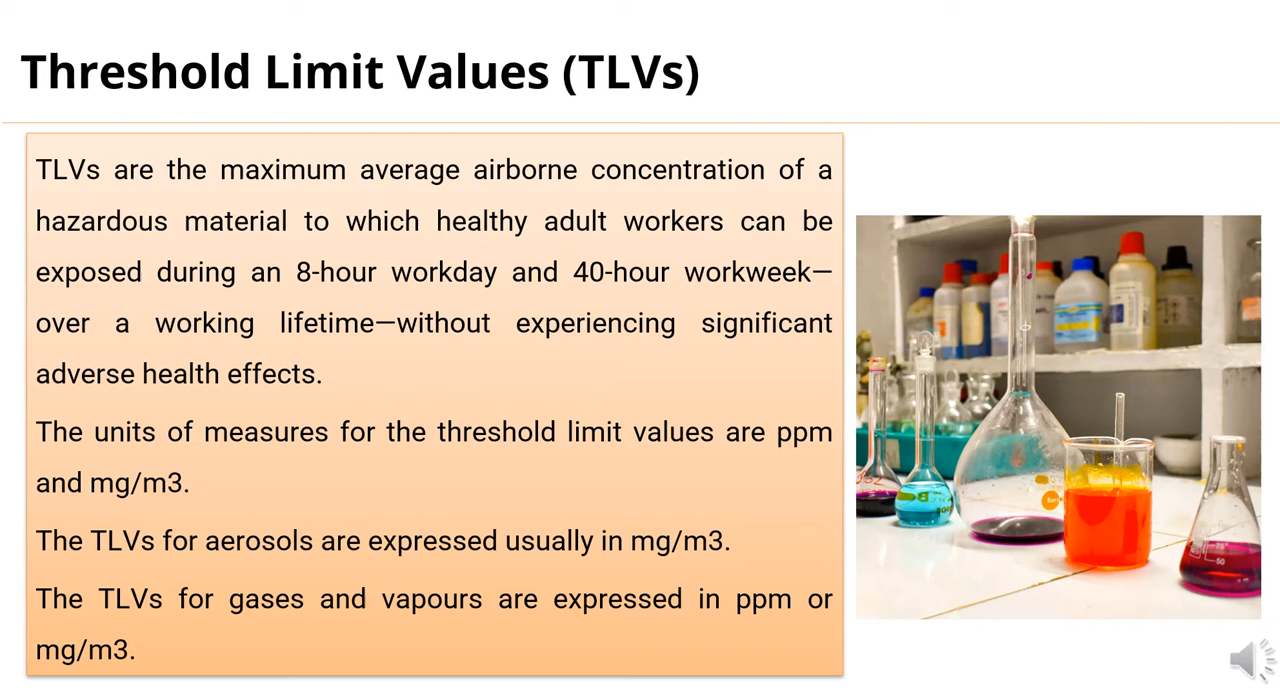 Threshold Limit Values (TLVs)
TLVs are the maximum average airborne concentration of a
hazardous material to which healthy adult workers can be
exposed during an 8-hour workday and 40-hour workweek—
over a working lifetime—without experiencing significant
adverse health effects.
The units of measures for the threshold limit values are ppm
and mg/m3.
The TLVs for aerosols are expressed usually in mg/m3.
The TLVs for gases and vapours are expressed in ppm or
mg/m3.
50